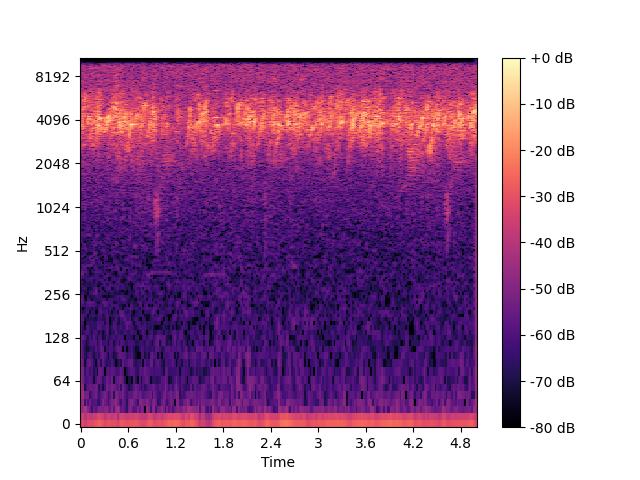 8192
4096
2048
1024
512
256
128
64
0
Hz
0 0.6 1.2 1.8 2.4 3 3.6 4.2 4.8
Time
+0 dB
-10 dB
-20 dB
-30 dB
-40 dB
-50 dB
-60 dB
-70 dB
-80 dB